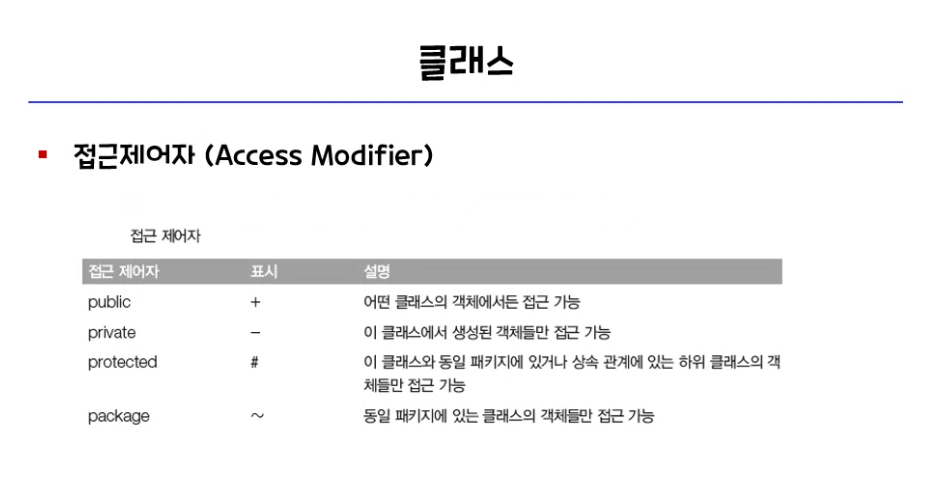 클래스
▪ 접근제어자 (Access Modifier)
접근 제어자
접근 제어자 표시 설명
public + 어떤 클래스의 객체에서든 접근 가능
private − 이 클래스에서 생성된 객체들만 접근 가능
protected # 이 클래스와 동일 패키지에 있거나 상속 관계에 있는 하위 클래스의 객
체들만 접근 가능
package ~ 동일 패키지에 있는 클래스의 객체들만 접근 가능